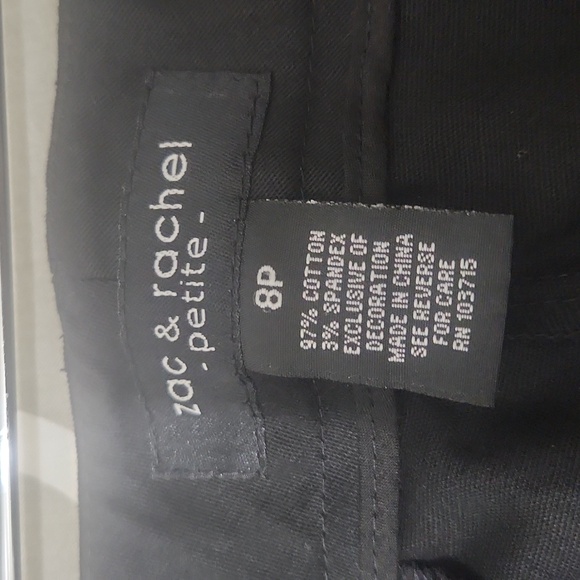 zac & rachel
- petite -
8P
97% COTTON
3% SPANDEX
EXCLUSIVE OF
DECORATION
MADE IN CHINA
SEE REVERSE
FOR CARE
RN 103715